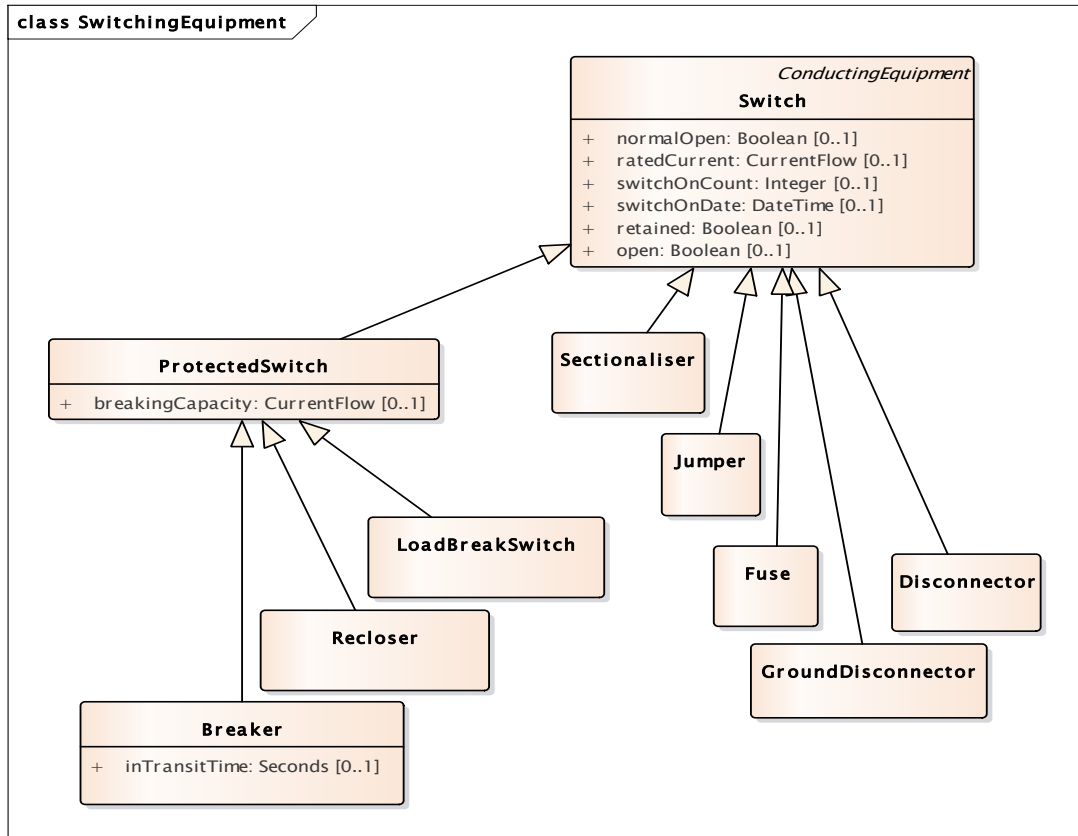 class SwitchingEquipment
ConductingEquipment
Switch
+ normalOpen: Boolean [0..1]
+ ratedCurrent: CurrentFlow [0..1]
+ switchOnCount: Integer [0..1]
+ switchOnDate: DateTime [0..1]
+ retained: Boolean [0..1]
+ open: Boolean [0..1]
ProtectedSwitch
+ breakingCapacity: CurrentFlow [0..1]
Sectionaliser
Jumper
LoadBreakSwitch
Fuse
Disconnector
Recloser
GroundDisconnector
Breaker
+ inTransitTime: Seconds [0..1]